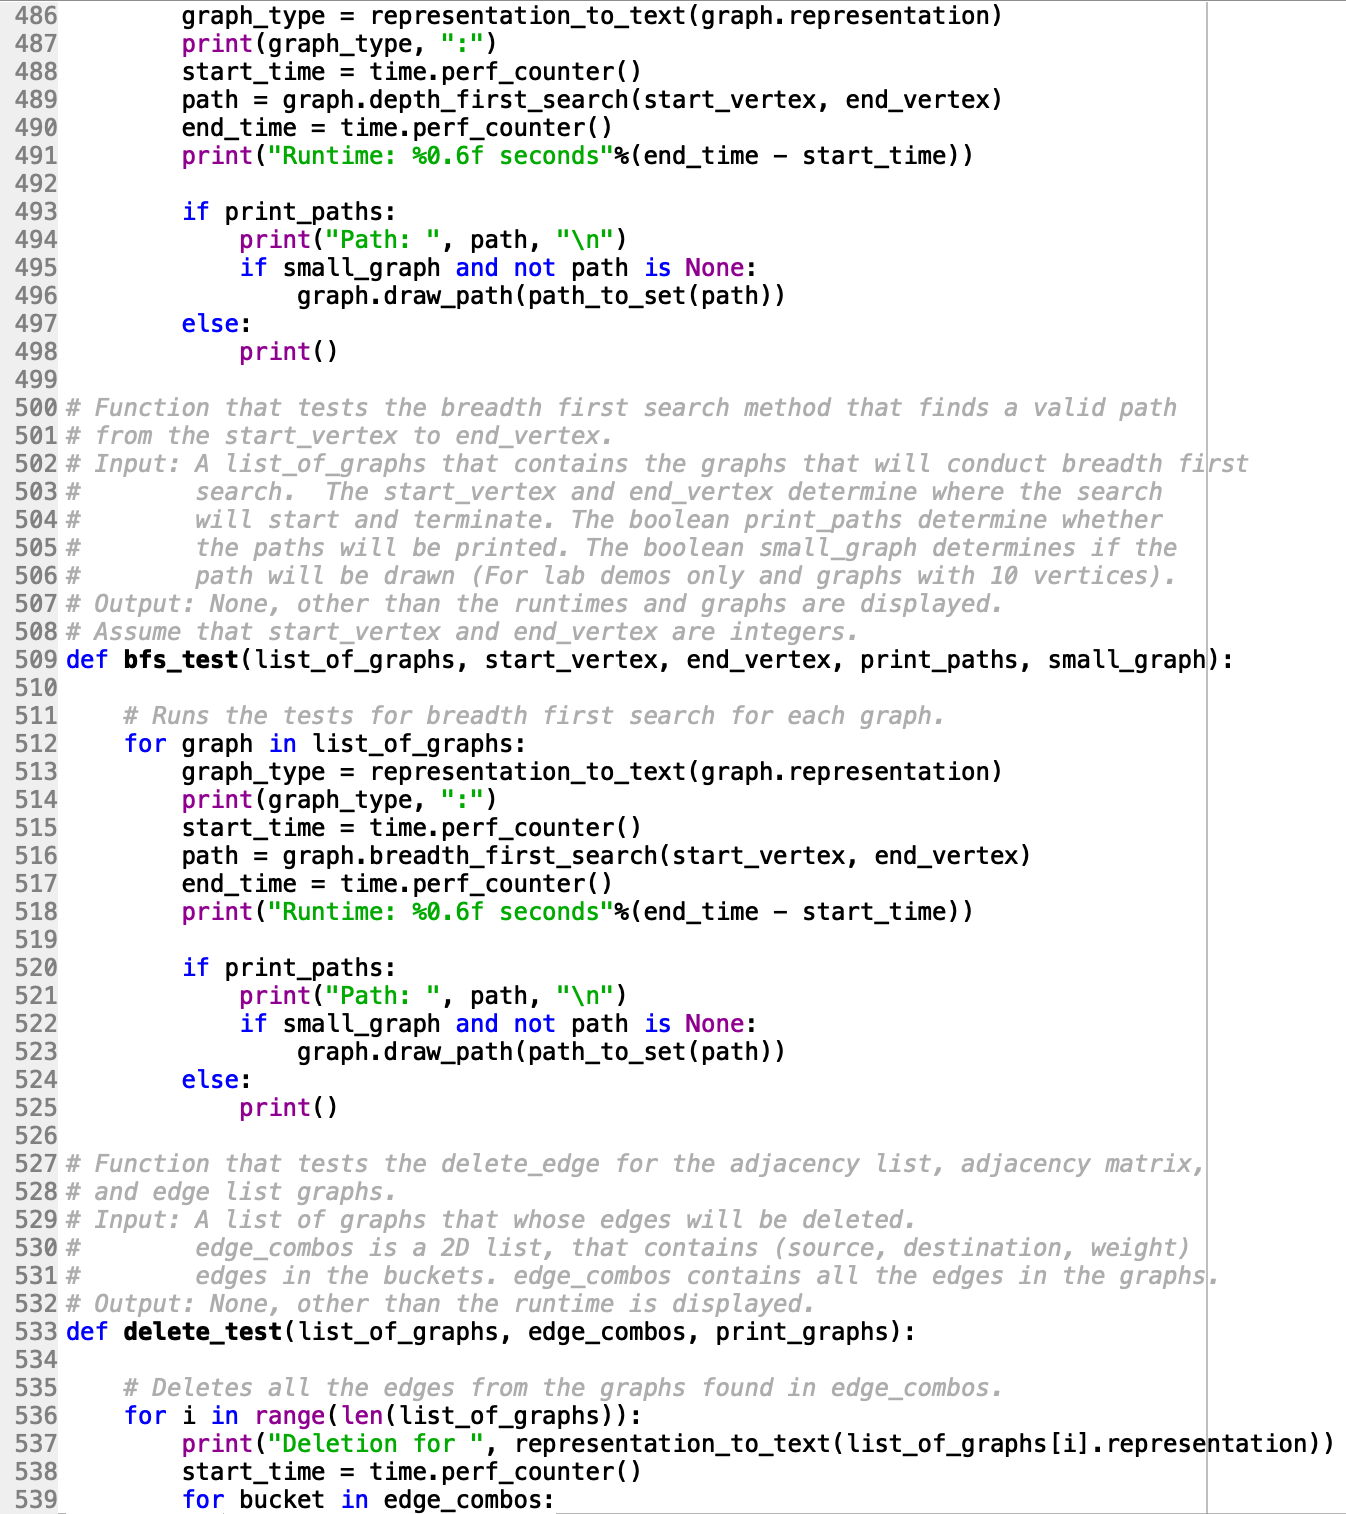 486         graph_type = representation_to_text(graph.representation)
487         print(graph_type, ":")
488         start_time = time.perf_counter()
489         path = graph.depth_first_search(start_vertex, end_vertex)
490         end_time = time.perf_counter()
491         print("Runtime: %0.6f seconds"%(end_time - start_time))
492
493         if print_paths:
494             print("Path: ", path, "\n")
495             if small_graph and not path is None:
496                 graph.draw_path(path_to_set(path))
497         else:
498             print()
499
500 # Function that tests the breadth first search method that finds a valid path
501 # from the start_vertex to end_vertex.
502 # Input: A list_of_graphs that contains the graphs that will conduct breadth first
503 #        search.  The start_vertex and end_vertex determine where the search
504 #        will start and terminate. The boolean print_paths determine whether
505 #        the paths will be printed. The boolean small_graph determines if the
506 #        path will be drawn (For lab demos only and graphs with 10 vertices).
507 # Output: None, other than the runtimes and graphs are displayed.
508 # Assume that start_vertex and end_vertex are integers.
509 def bfs_test(list_of_graphs, start_vertex, end_vertex, print_paths, small_graph):
510
511     # Runs the tests for breadth first search for each graph.
512     for graph in list_of_graphs:
513         graph_type = representation_to_text(graph.representation)
514         print(graph_type, ":")
515         start_time = time.perf_counter()
516         path = graph.breadth_first_search(start_vertex, end_vertex)
517         end_time = time.perf_counter()
518         print("Runtime: %0.6f seconds"%(end_time - start_time))
519
520         if print_paths:
521             print("Path: ", path, "\n")
522             if small_graph and not path is None:
523                 graph.draw_path(path_to_set(path))
524         else:
525             print()
526
527 # Function that tests the delete_edge for the adjacency list, adjacency matrix,
528 # and edge list graphs.
529 # Input: A list of graphs that whose edges will be deleted.
530 #        edge_combos is a 2D list, that contains (source, destination, weight)
531 #        edges in the buckets. edge_combos contains all the edges in the graphs.
532 # Output: None, other than the runtime is displayed.
533 def delete_test(list_of_graphs, edge_combos, print_graphs):
534
535     # Deletes all the edges from the graphs found in edge_combos.
536     for i in range(len(list_of_graphs)):
537         print("Deletion for ", representation_to_text(list_of_graphs[i].representation))
538         start_time = time.perf_counter()
539         for bucket in edge_combos: